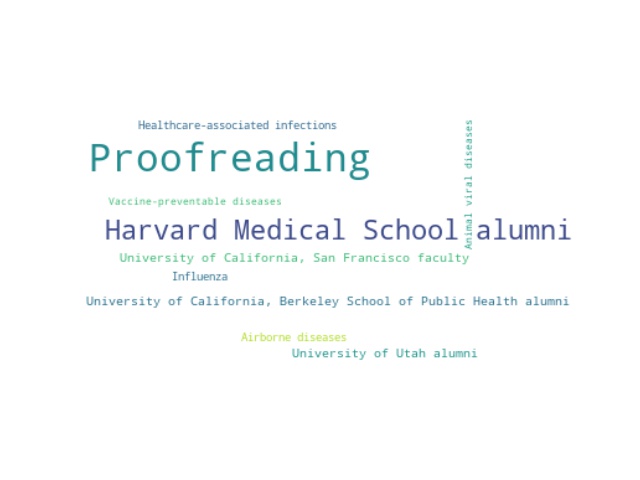 Healthcare-associated infections
Animal viral diseases
Proofreading
Vaccine-preventable diseases
Harvard Medical School alumni
University of California, San Francisco faculty
Influenza
University of California, Berkeley School of Public Health alumni
Airborne diseases
University of Utah alumni